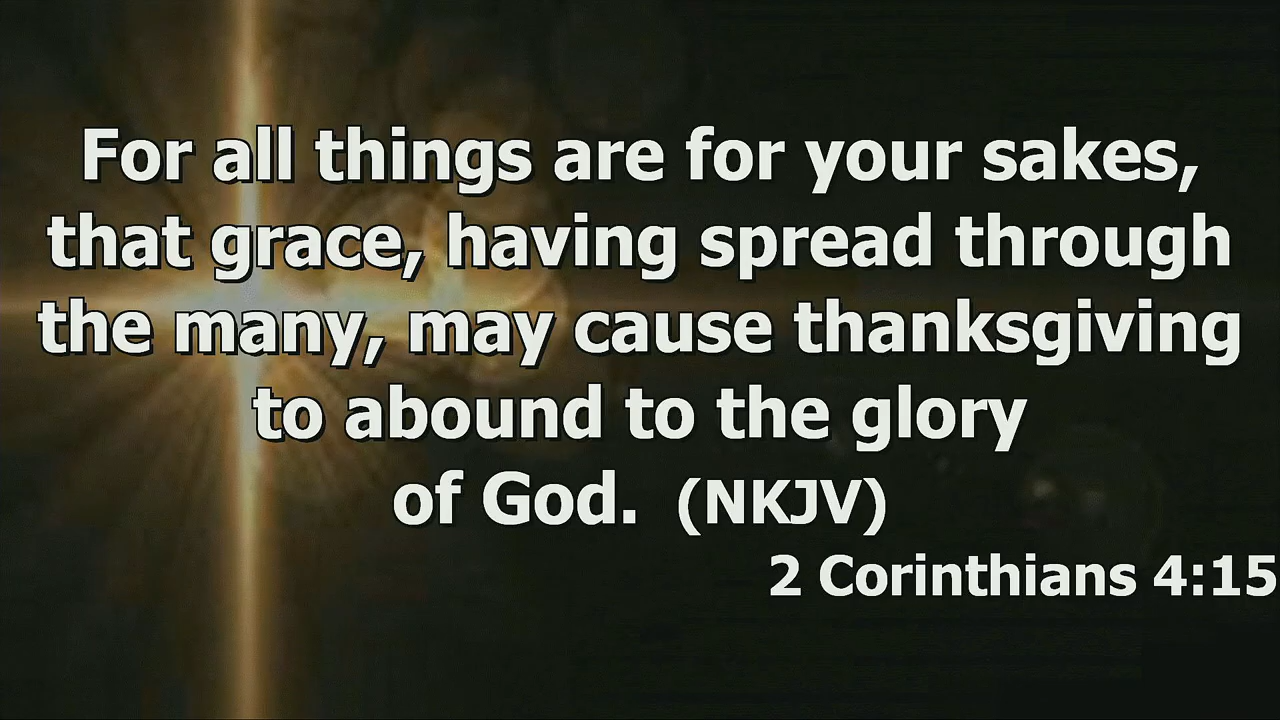 For all things are for your sakes,
that grace, having spread through
the many, may cause thanksgiving
to abound to the glory
of God. (NKJV)
2 Corinthians 4:15